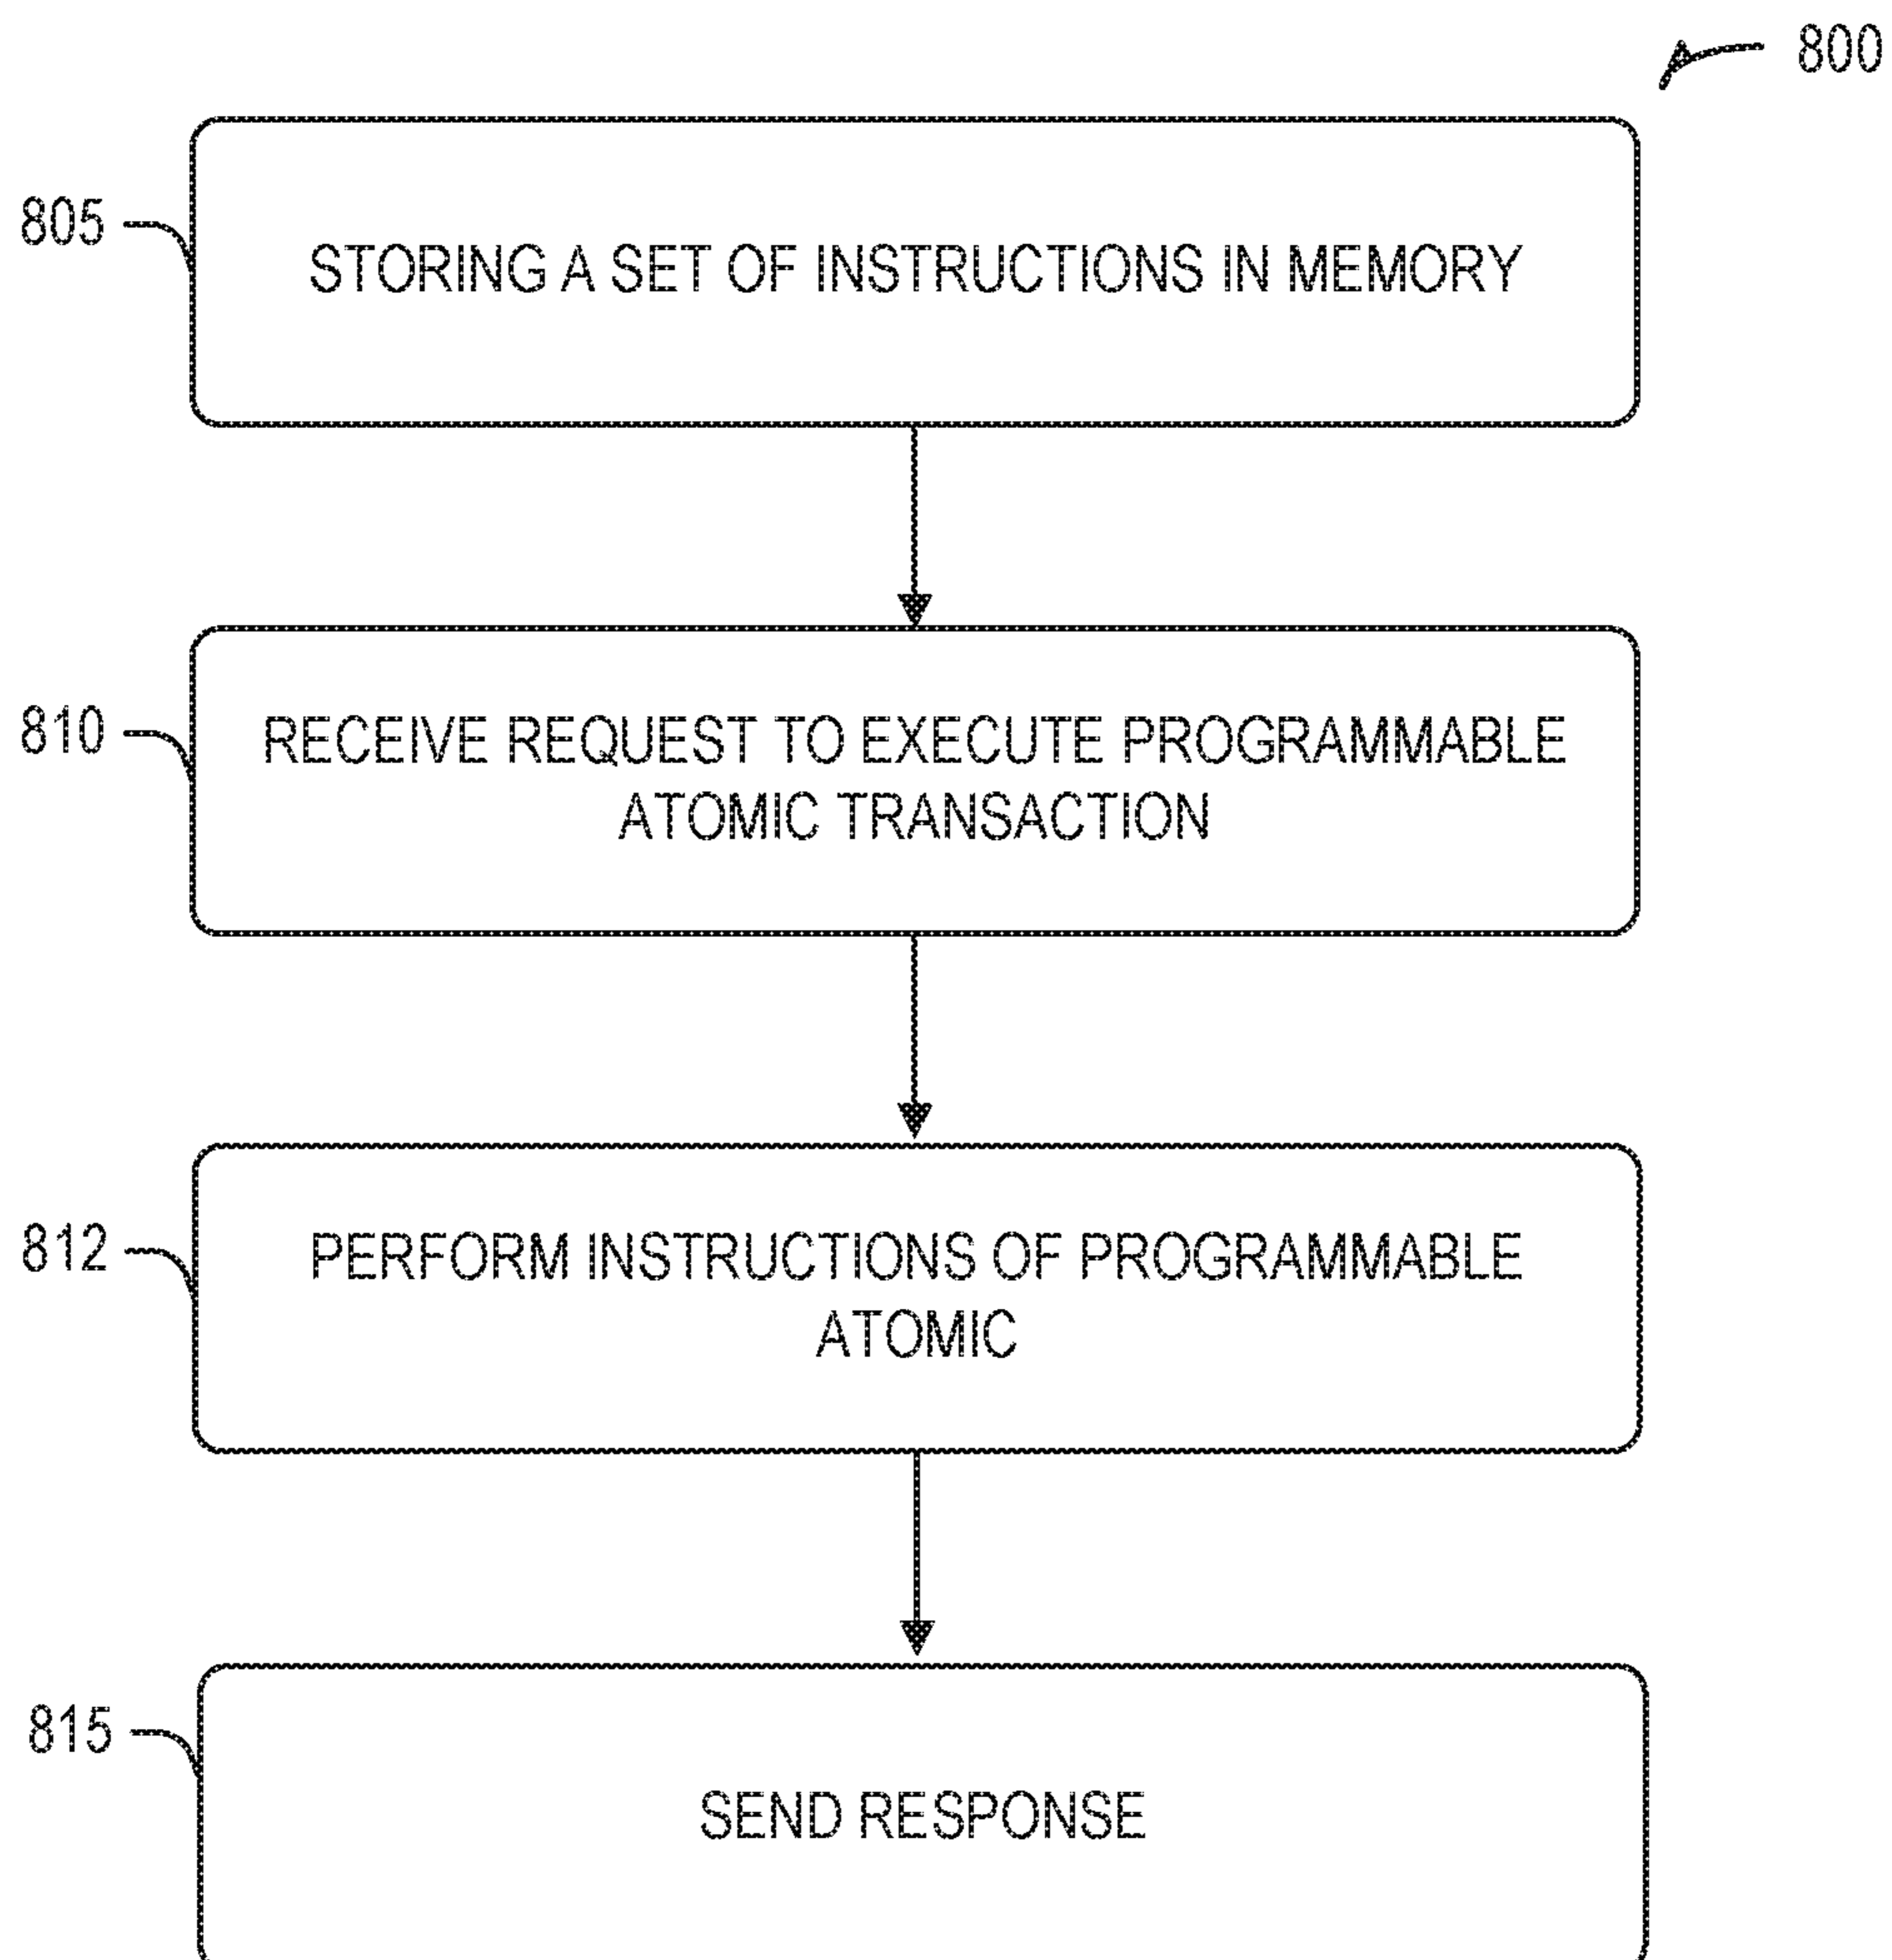 800
805
STORING A SET OF INSTRUCTIONS IN MEMORY
810
RECEIVE REQUEST TO EXECUTE PROGRAMMABLE
ATOMIC TRANSACTION
812
PERFORM INSTRUCTIONS OF PROGRAMMABLE
ATOMIC
815
SEND RESPONSE